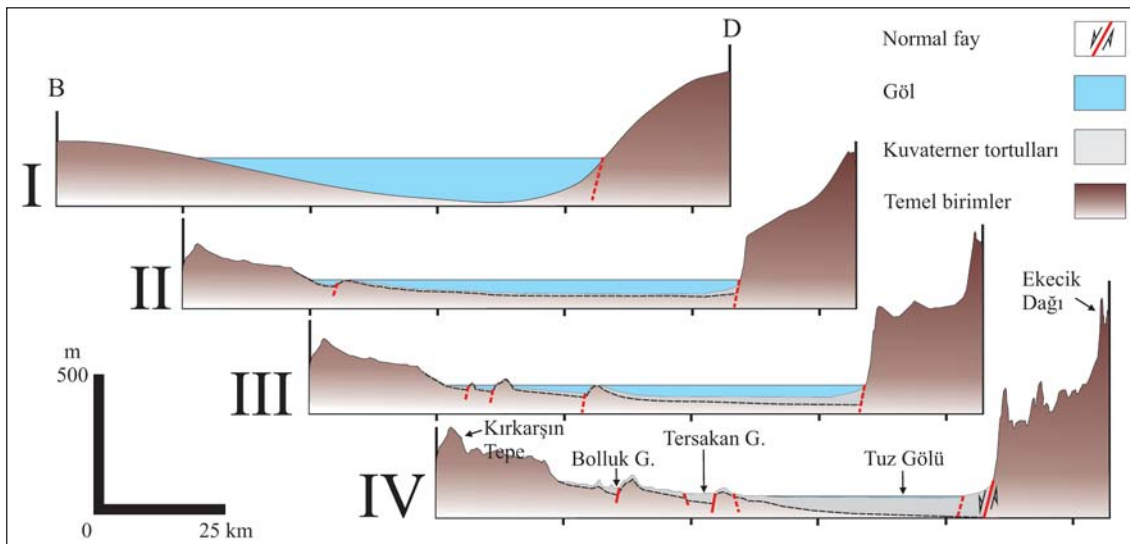 B
D
Normal fay
Göl
Kuvaterner tortulları
Temel birimler
I
II
Ekecik
Dağı
m
500
III
Kırkarşın
Tepe
Tersakan G.
Bolluk G.
Tuz Gölü
IV
0
25 km